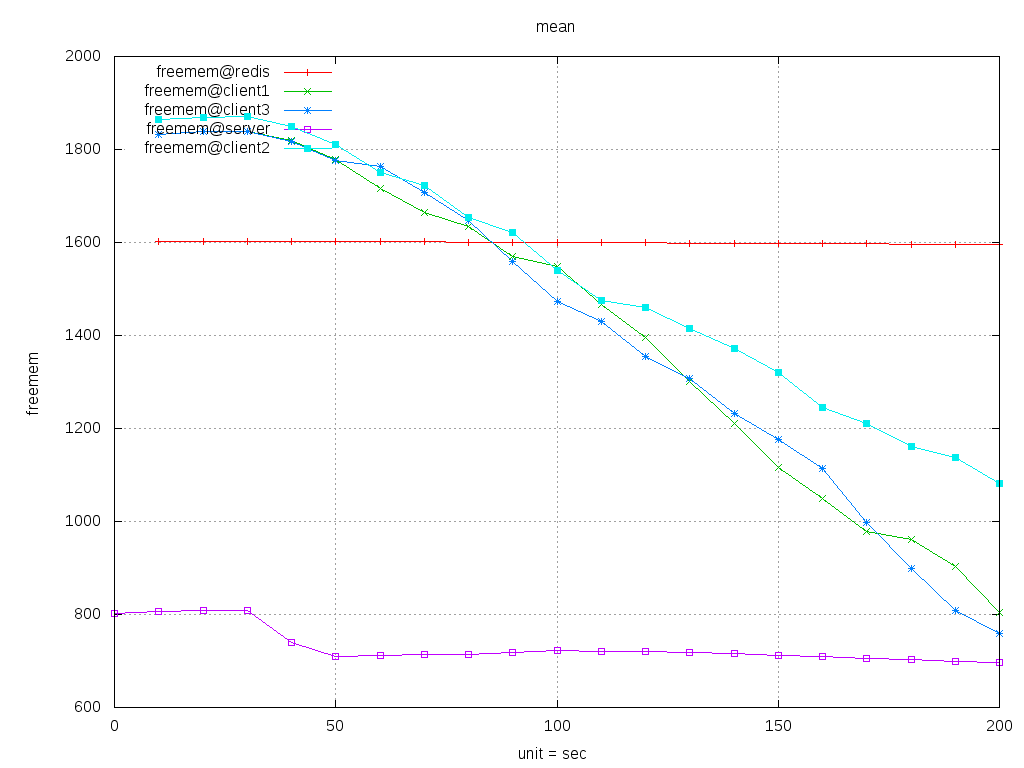 mean
2000
1800
1600
1400
1200
1000
800
600
freemem
freemem@redis
freemem@client1
freemem@client3
freemem@server
freemem@client2
0 50 100 150 200
unit = sec